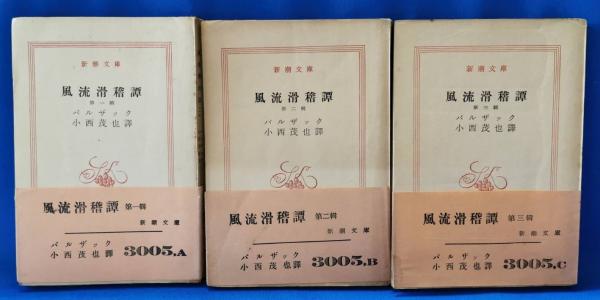 新潮文庫
風流滑稽譚
第一輯
バルザック
小西茂也譯
風流滑稽譚 第一輯
新潮文庫
バルザック
小西茂也譯 3005,A
新潮文庫
風流滑稽譚
第二輯
バルザック
小西茂也譯
風流滑稽譚 第二輯
新潮文庫
バルザック
小西茂也譯 3005,B
新潮文庫
風流滑稽譚
第三輯
バルザック
小西茂也譯
風流滑稽譚 第三輯
新潮文庫
バルザック
小西茂也譯 3005,C